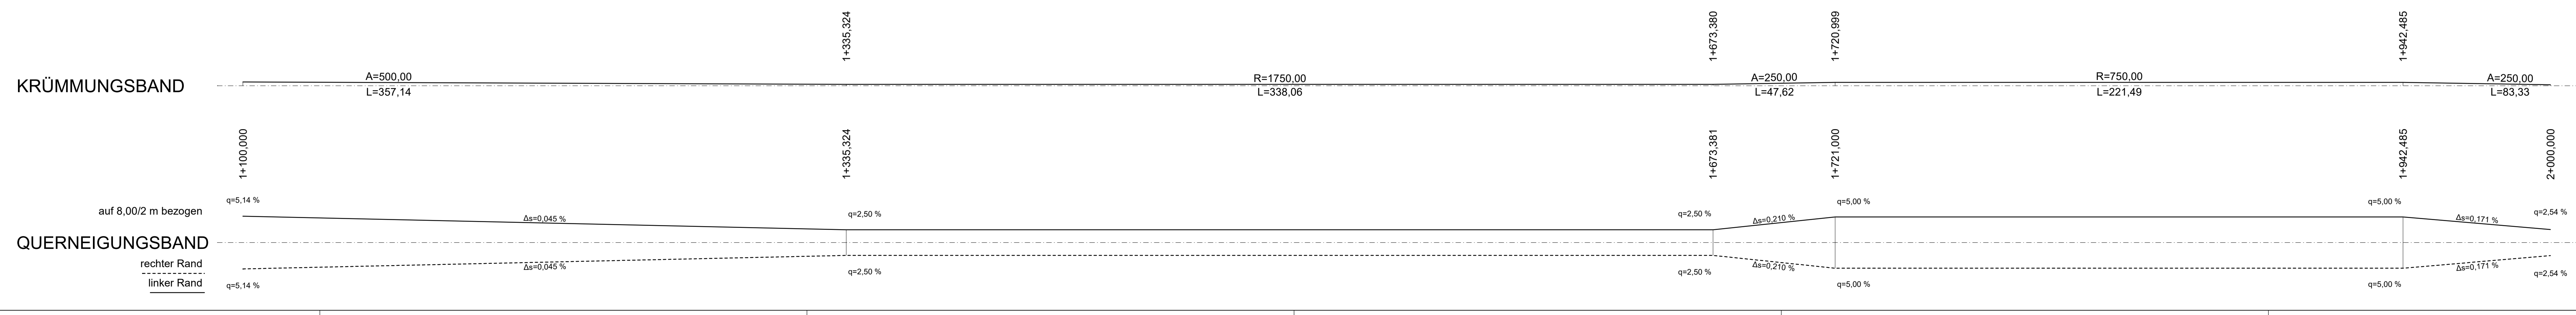 1+335,324
1+673,380
1+720,999
1+942,485
KRÜMMUNGSBAND
A=500,00
L=357,14
R=1750,00
L=338,06
A=250,00
L=47,62
R=750,00
L=221,49
A=250,00
L=83,33
1+100,000
1+335,324
1+673,381
1+721,000
1+942,485
2+000,000
auf 8,00/2 m bezogen
QUERNEIGUNGSBAND
rechter Rand
linker Rand
q=5,14 %
Δs=0,045 %
q=2,50 %
q=2,50 %
Δs=0,210 %
q=5,00 %
q=5,00 %
Δs=0,171 %
q=2,54 %
q=5,14 %
Δs=0,045 %
q=2,50 %
q=2,50 %
Δs=0,210 %
q=5,00 %
q=5,00 %
Δs=0,171 %
q=2,54 %